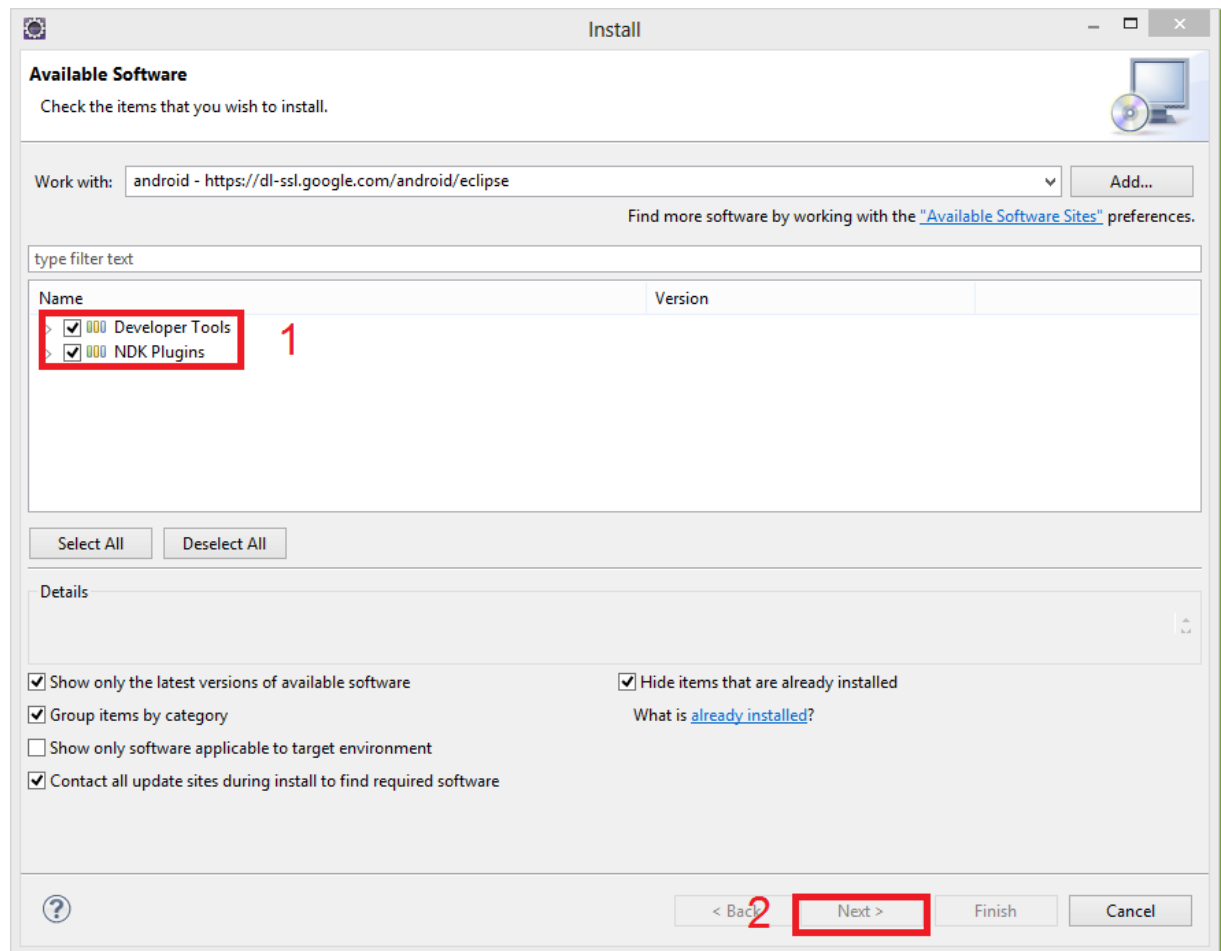 Install
Available Software
Check the items that you wish to install.
Work with: android - https://dl-ssl.google.com/android/eclipse Add...
Find more software by working with the "Available Software Sites" preferences.
type filter text
Name Version
Developer Tools
1
NDK Plugins
Select All Deselect All
Details
Show only the latest versions of available software Hide items that are already installed
Group items by category What is already installed?
Show only software applicable to target environment
Contact all update sites during install to find required software
? < Back 2 Next > Finish Cancel